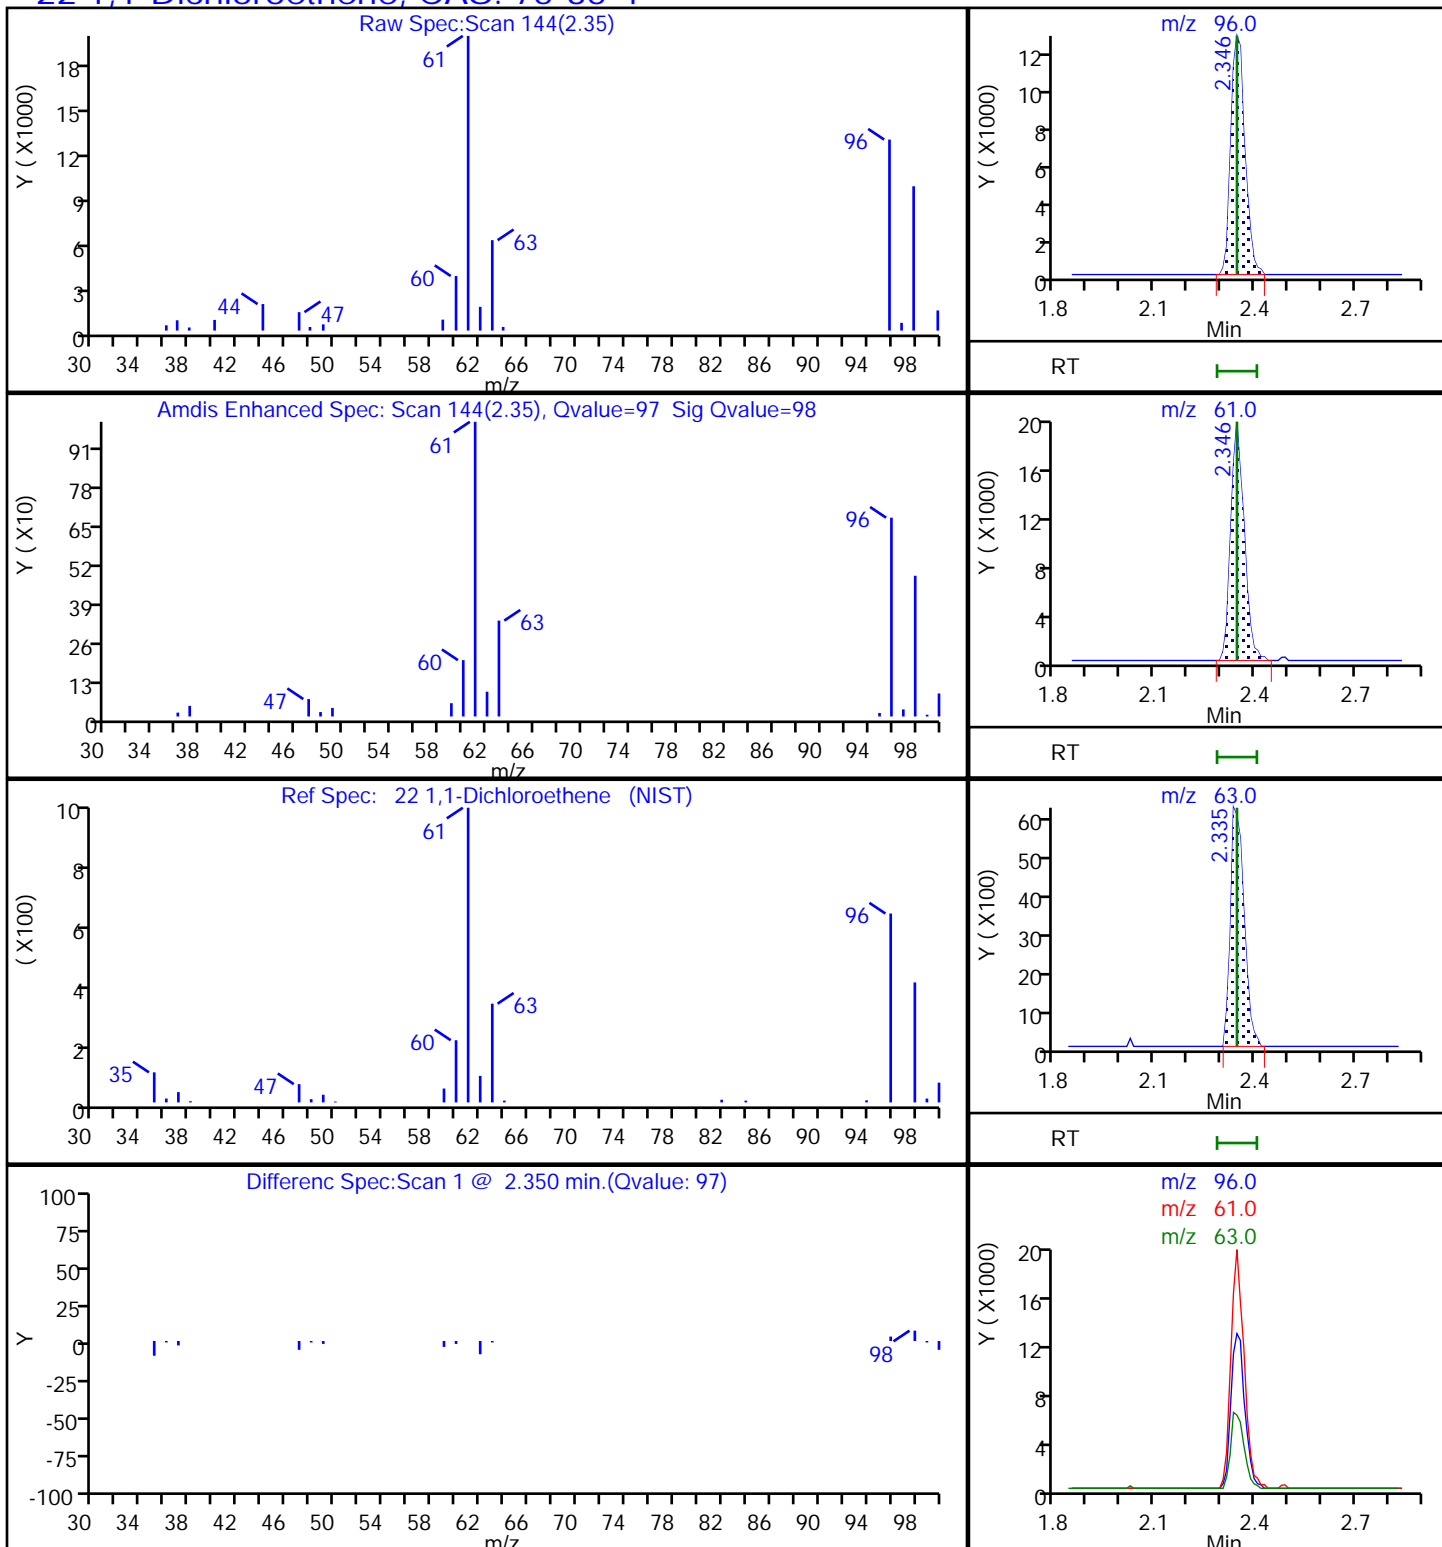 22 1,1-Dichloroethene, CAS: 75-35-4
Raw Spec:Scan 144(2.35)
Y ( X1000)
18
15
12
9
6
3
0
61
96
63
60
44
47
30 34 38 42 46 50 54 58 62 66 70 74 78 82 86 90 94 98
m/z
m/z 96.0
2.346
Y ( X1000)
12
10
8
6
4
2
0
1.8 2.1 2.4 2.7
Min
RT
Amdis Enhanced Spec: Scan 144(2.35), Qvalue=97 Sig Qvalue=98
Y ( X10)
91
78
65
52
39
26
13
0
61
96
63
60
47
30 34 38 42 46 50 54 58 62 66 70 74 78 82 86 90 94 98
m/z
m/z 61.0
2.346
Y ( X1000)
20
16
12
8
4
0
1.8 2.1 2.4 2.7
Min
RT
Ref Spec: 22 1,1-Dichloroethene (NIST)
( X100)
10
8
6
4
2
0
61
96
63
60
35
47
30 34 38 42 46 50 54 58 62 66 70 74 78 82 86 90 94 98
m/z 63.0
2.335
Y ( X100)
60
50
40
30
20
10
0
1.8 2.1 2.4 2.7
Min
RT
Differenc Spec:Scan 1 @ 2.350 min.(Qvalue: 97)
Y
100
75
50
25
0
-25
-50
-75
-100
98
30 34 38 42 46 50 54 58 62 66 70 74 78 82 86 90 94 98
m/z
m/z 96.0
m/z 61.0
m/z 63.0
Y ( X1000)
20
16
12
8
4
0
1.8 2.1 2.4 2.7
Min